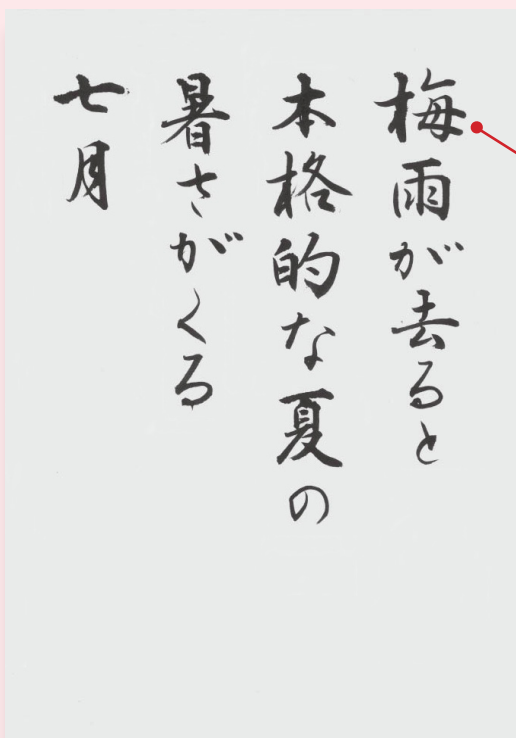 梅雨が去ると
本格的な夏の
暑さがくる
七月